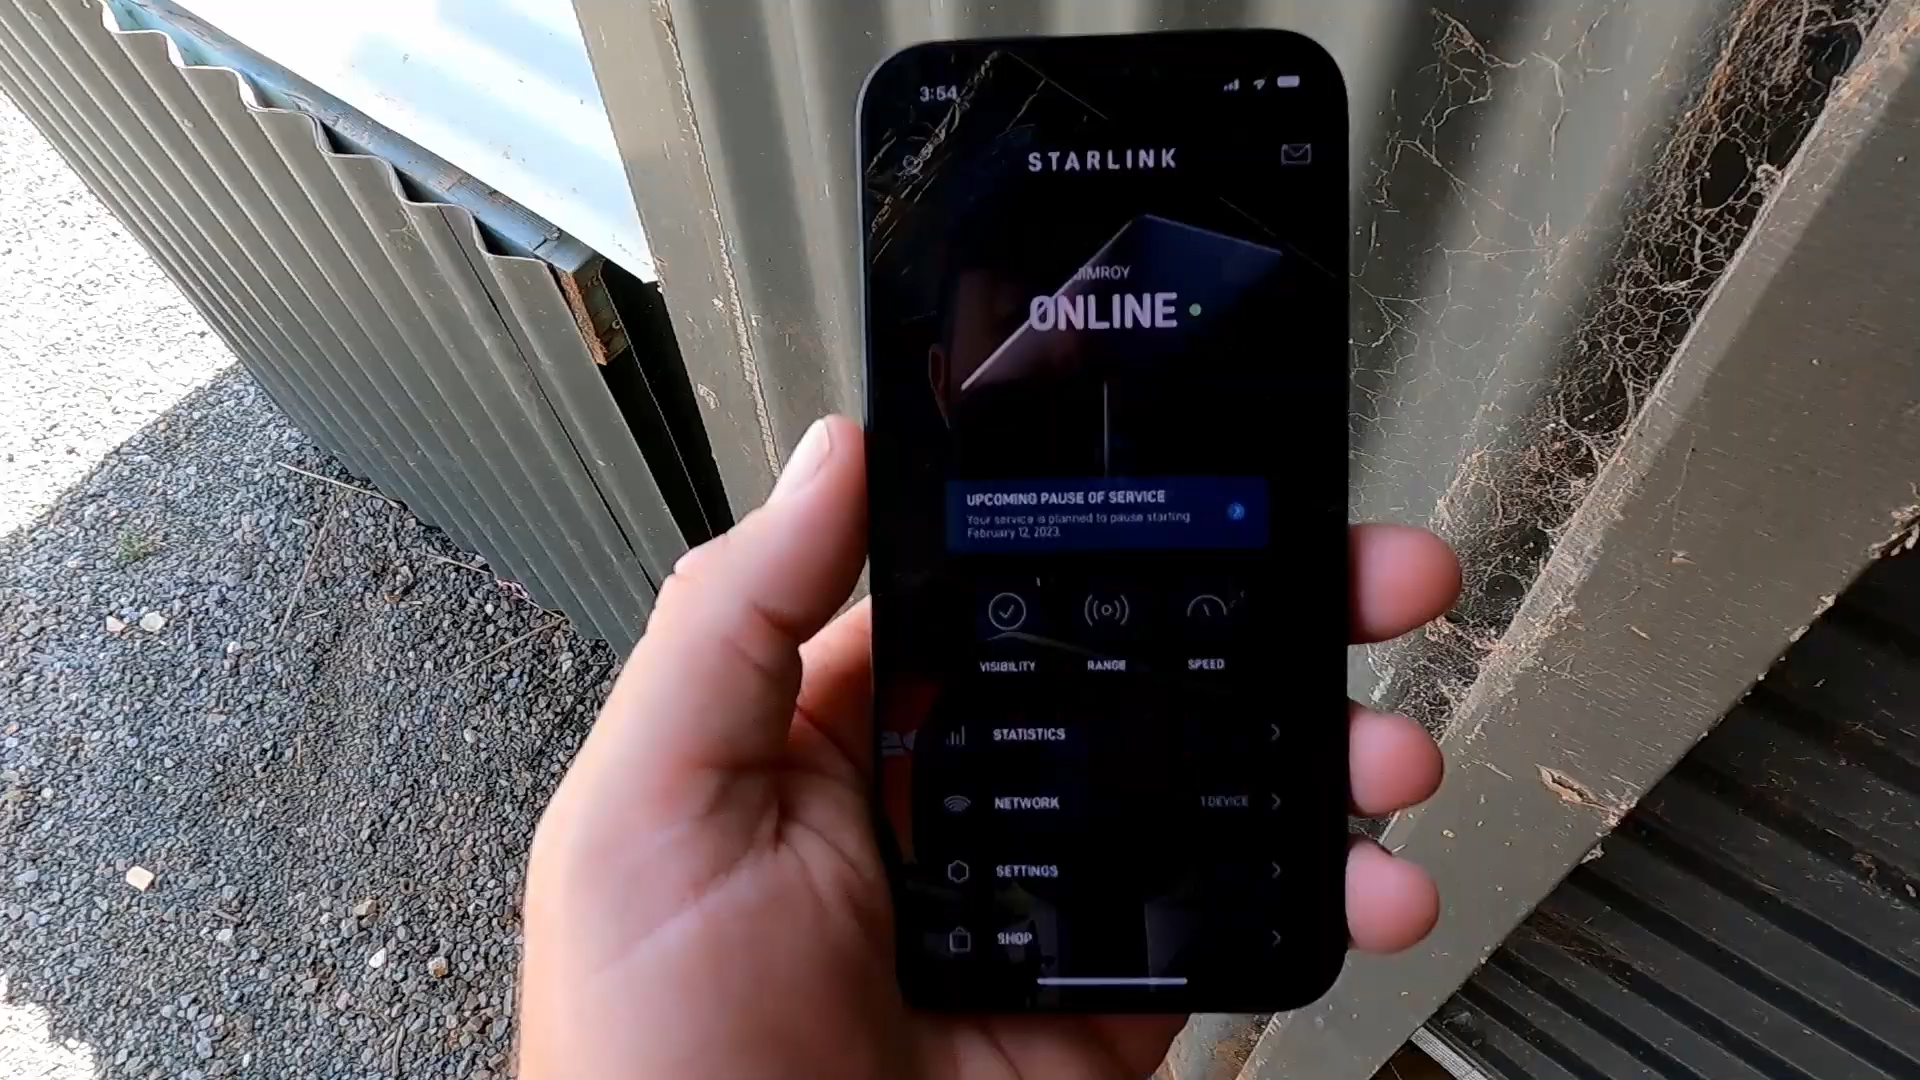 3:54
STARLINK
JIMROY
ONLINE
UPCOMING PAUSE OF SERVICE
Your service is planned to pause starting
February 12, 2023.
VISIBILITY
RANGE
SPEED
STATISTICS
NETWORK
1 DEVICE
SETTINGS
SHOP